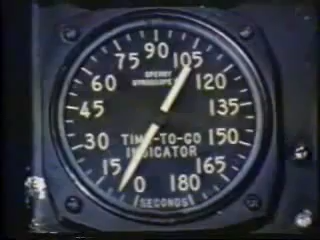 75 90 105
60 120
SPERRY
GYROSCOPE
45 135
30 150
TIME-TO-GO
INDICATOR
15 165
0 180
SECONDS